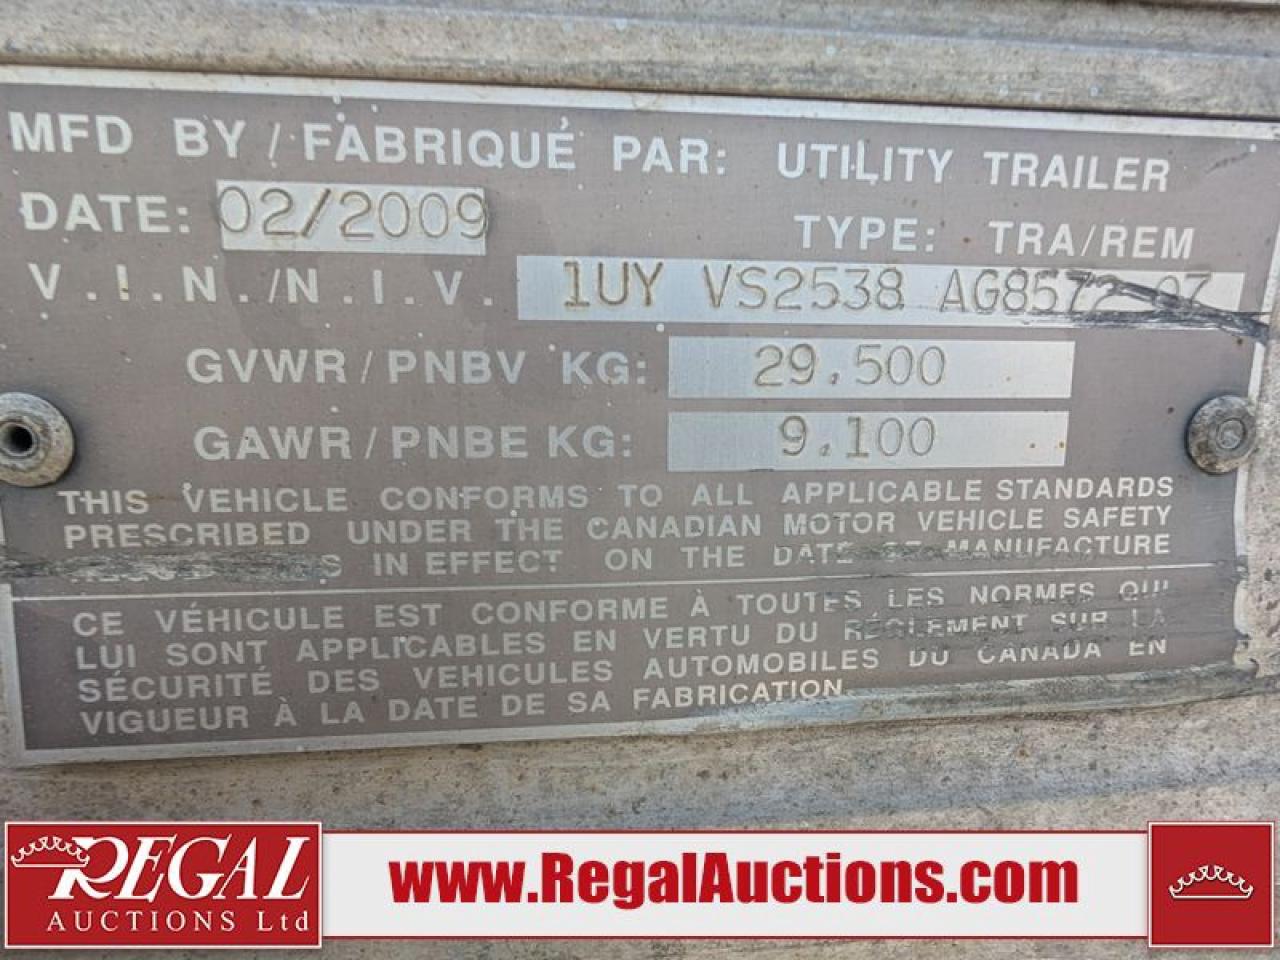 MFD BY / FABRIQUÉ PAR: UTILITY TRAILER
DATE: 02/2009
TYPE: TRA/REM
V.I.N./N.I.V. 1UY VS2538
GVWR/PNBV KG: 29.500
GAWR/PNBE KG: 9.100
THIS VEHICLE CONFORMS TO ALL APPLICABLE STANDARDS
PRESCRIBED UNDER THE CANADIAN MOTOR VEHICLE SAFETY
IN EFFECT ON THE DATE OF MANUFACTURE
CE VÉHICULE EST CONFORME À TOUTES LES NORMES QUI
LUI SONT APPLICABLES EN VERTU DU RÉGLEMENT SUR LA
SÉCURITÉ DES VEHICULES AUTOMOBILES DU CANADA EN
VIGUEUR À LA DATE DE SA FABRICATION.
REGAL
AUCTIONS Ltd
www.RegalAuctions.com